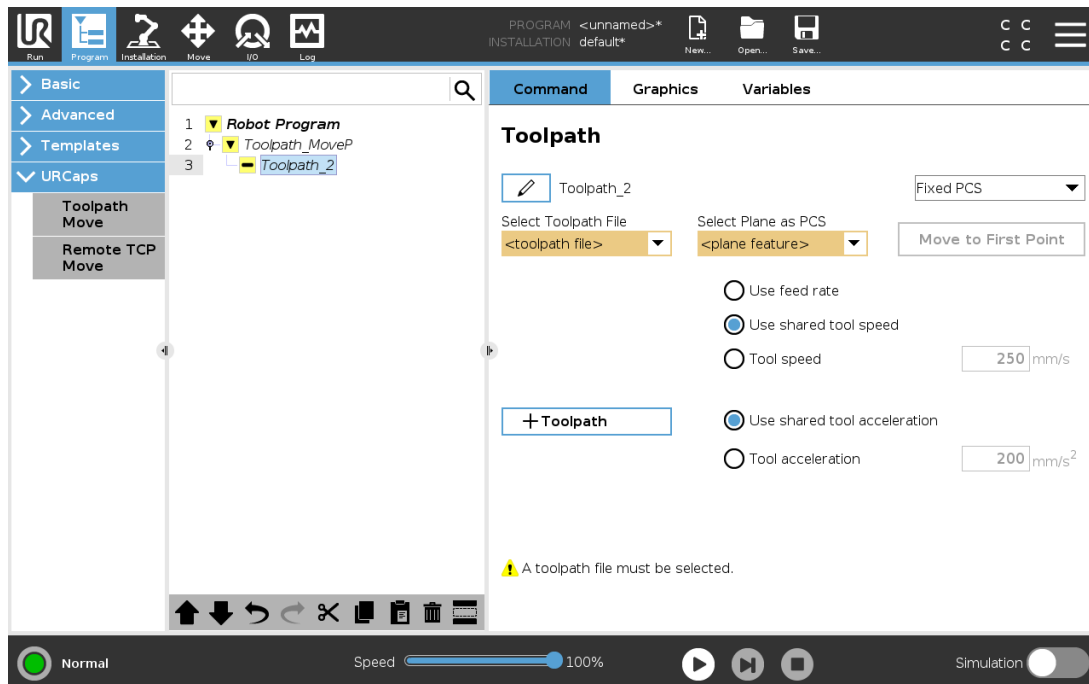 PROGRAM <unnamed>*
INSTALLATION default*
Run Program Installation Move I/O Log New... Open... Save...
C C
C C
Basic
Advanced
Templates
URCaps
Toolpath
Move
Remote TCP
Move
1 Robot Program
2 Toolpath_MoveP
3 Toolpath_2
Command Graphics Variables
Toolpath
Toolpath_2 Fixed PCS
Select Toolpath File Select Plane as PCS
<toolpath file> <plane feature> Move to First Point
Use feed rate
Use shared tool speed
Tool speed 250 mm/s
+Toolpath Use shared tool acceleration
Tool acceleration 200 mm/s²
A toolpath file must be selected.
Normal Speed 100% Simulation